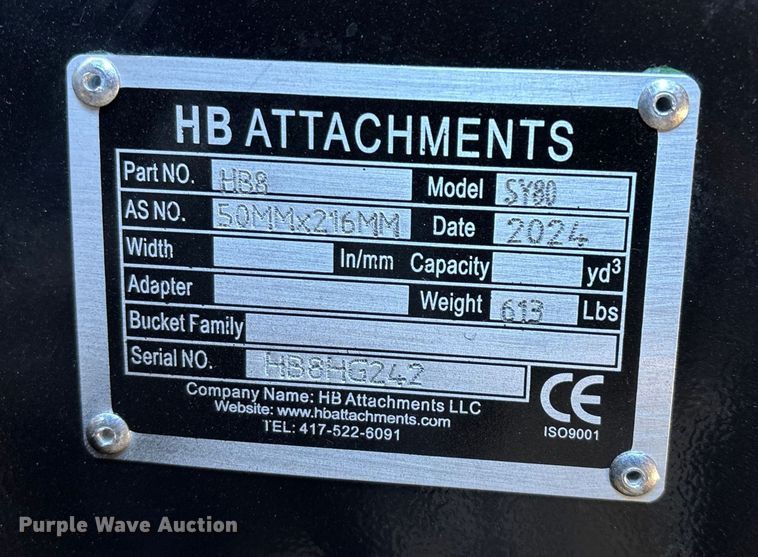 HB ATTACHMENTS
Part NO. HB8 Model SY80
AS NO. 50MMx216MM Date 2024
Width In/mm Capacity yd³
Adapter Weight 613 Lbs
Bucket Family
Serial NO. HB8HG242
Company Name: HB Attachments LLC
Website: www.hbattachments.com
TEL: 417-522-6091
CE
ISO9001
Purple Wave Auction